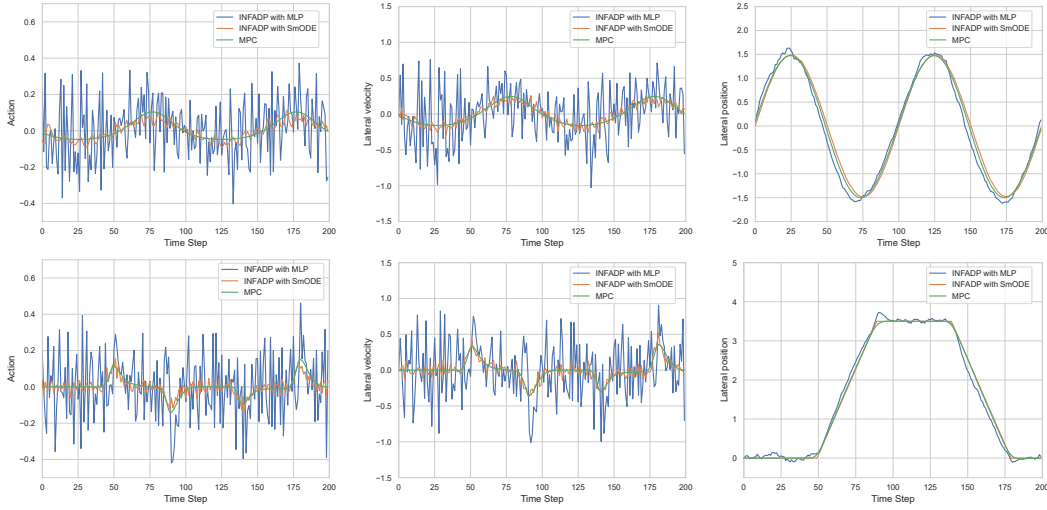 INFADP with MLP
INFADP with SmODE
MPC
Action
0.6
0.4
0.2
0.0
−0.2
−0.4
0 25 50 75 100 125 150 175 200
Time Step
INFADP with MLP
INFADP with SmODE
MPC
Lateral velocity
1.5
1.0
0.5
0.0
−0.5
−1.0
−1.5
0 25 50 75 100 125 150 175 200
Time Step
INFADP with MLP
INFADP with SmODE
MPC
Lateral position
2.5
2.0
1.5
1.0
0.5
0.0
−0.5
−1.0
−1.5
−2.0
0 25 50 75 100 125 150 175 200
Time Step
INFADP with MLP
INFADP with SmODE
MPC
Action
0.6
0.4
0.2
0.0
−0.2
−0.4
0 25 50 75 100 125 150 175 200
Time Step
INFADP with MLP
INFADP with SmODE
MPC
Lateral velocity
1.5
1.0
0.5
0.0
−0.5
−1.0
−1.5
0 25 50 75 100 125 150 175 200
Time Step
INFADP with MLP
INFADP with SmODE
MPC
Lateral position
5
4
3
2
1
0
0 25 50 75 100 125 150 175 200
Time Step